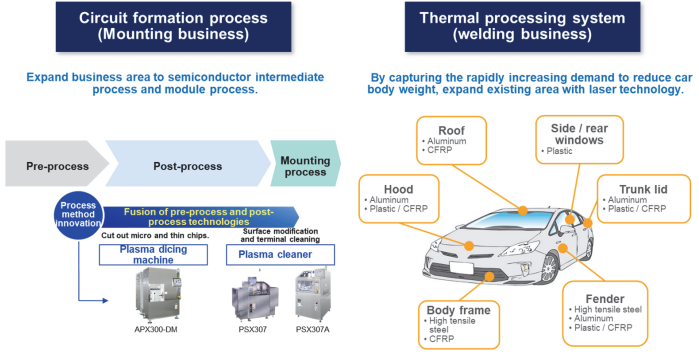 Circuit formation process
(Mounting business)
Expand business area to semiconductor intermediate
process and module process.
Pre-process
Post-process
Mounting
process
Process
method
innovation
Fusion of pre-process and post-
process technologies
Cut out micro and thin chips.
Surface modification
and terminal cleaning
Plasma dicing
machine
Plasma cleaner
APX300-DM
PSX307
PSX307A
Thermal processing system
(welding business)
By capturing the rapidly increasing demand to reduce car
body weight, expand existing area with laser technology.
Roof
• Aluminum
• CFRP
Side / rear
windows
• Plastic
Hood
• Aluminum
• Plastic / CFRP
Trunk lid
• Aluminum
• Plastic / CFRP
Body frame
• High tensile
steel
• CFRP
Fender
• High tensile steel
• Aluminum
• Plastic / CFRP